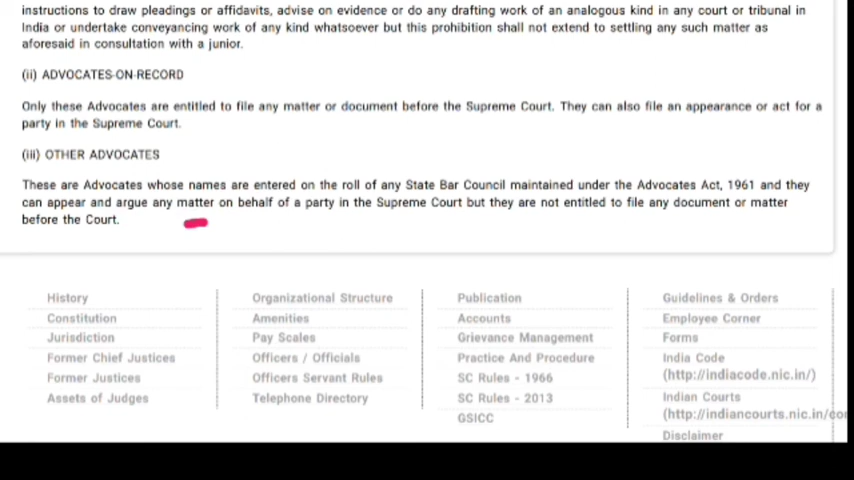 instructions to draw pleadings or affidavits, advise on evidence or do any drafting work of an analogous kind in any court or tribunal in
India or undertake conveyancing work of any kind whatsoever but this prohibition shall not extend to settling any such matter as
aforesaid in consultation with a junior.
(ii) ADVOCATES-ON-RECORD
Only these Advocates are entitled to file any matter or document before the Supreme Court. They can also file an appearance or act for a
party in the Supreme Court.
(iii) OTHER ADVOCATES
These are Advocates whose names are entered on the roll of any State Bar Council maintained under the Advocates Act, 1961 and they
can appear and argue any matter on behalf of a party in the Supreme Court but they are not entitled to file any document or matter
before the Court.
History
Constitution
Jurisdiction
Former Chief Justices
Former Justices
Assets of Judges
Organizational Structure
Amenities
Pay Scales
Officers / Officials
Officers Servant Rules
Telephone Directory
Publication
Accounts
Grievance Management
Practice And Procedure
SC Rules - 1966
SC Rules - 2013
GSICC
Guidelines & Orders
Employee Corner
Forms
India Code
(http://indiacode.nic.in/)
Indian Courts
(http://indiancourts.nic.in/cou
Disclaimer